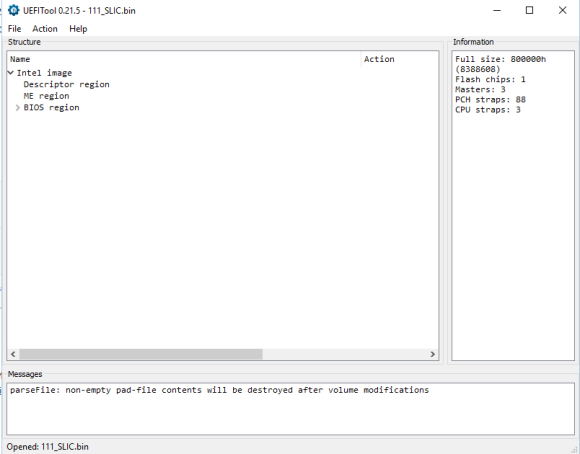 UEFITool 0.21.5 - 111_SLIC.bin
File Action Help
Structure
Name Action
Intel image
Descriptor region
ME region
BIOS region
Information
Full size: 800000h
(8388608)
Flash chips: 1
Masters: 3
PCH straps: 88
CPU straps: 3
Messages
parseFile: non-empty pad-file contents will be destroyed after volume modifications
Opened: 111_SLIC.bin